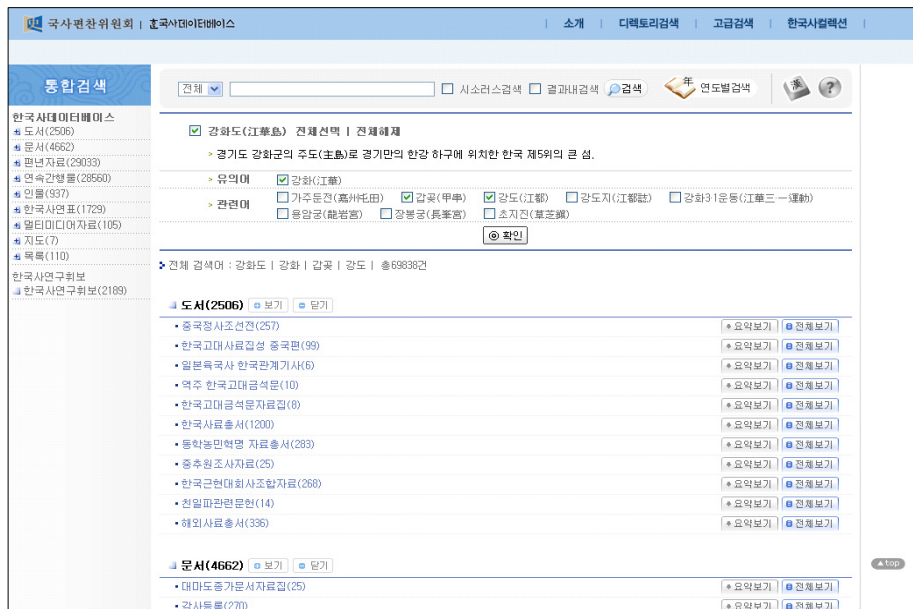 국사편찬위원회 | 한국사데이터베이스
| 소개 | 디렉토리검색 | 고급검색 | 한국사컬렉션 |
통합검색
전체 시소러스검색 결과내검색 검색 年 연도별검색 漢 ?
한국사데이터베이스
도서(2506)
문서(4662)
편년자료(29033)
연속간행물(28560)
인물(937)
한국사연표(1729)
멀티미디어자료(105)
지도(7)
목록(110)
한국사연구휘보
한국사연구휘보(2189)
강화도(江華島) 전체선택 | 전체해제
> 경기도 강화군의 주도(主島)로 경기만의 한강 하구에 위치한 한국 제5위의 큰 섬.
> 유의어 강화(江華)
> 관련어 가주둔전(嘉州屯田) 갑곶(甲串) 강도(江都) 강도지(江都誌) 강화3·1운동(江華三·一運動)
용암궁(龍岩宮) 장봉궁(長峯宮) 초지진(草芝鎭)
확인
전체 검색어 : 강화도 | 강화 | 갑곶 | 강도 | 총69838건
도서(2506) 보기 닫기
중국정사조선전(257) 요약보기 전체보기
한국고대사료집성 중국편(99) 요약보기 전체보기
일본육국사 한국관계기사(6) 요약보기 전체보기
역주 한국고대금석문(10) 요약보기 전체보기
한국고대금석문자료집(8) 요약보기 전체보기
한국사료총서(1200) 요약보기 전체보기
동학농민혁명 자료총서(283) 요약보기 전체보기
중추원조사자료(25) 요약보기 전체보기
한국근현대회사조합자료(268) 요약보기 전체보기
친일파관련문헌(14) 요약보기 전체보기
해외사료총서(336) 요약보기 전체보기
문서(4662) 보기 닫기
top
대마도종가문서자료집(25) 요약보기 전체보기
각사등록(270) 요약보기 전체보기